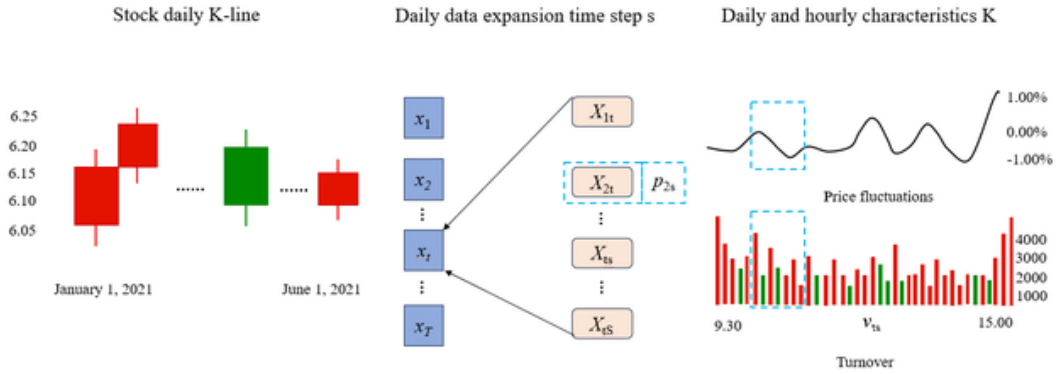 Stock daily K-line
Daily data expansion time step s
Daily and hourly characteristics K
6.25
6.20
6.15
6.10
6.05
......
......
January 1, 2021
June 1, 2021
x1
x2
⋮
xt
⋮
xT
X1t
X2t
p2s
⋮
Xts
⋮
XtS
1.00%
0.00%
-1.00%
Price fluctuations
4000
3000
2000
1000
9.30
vts
15.00
Turnover